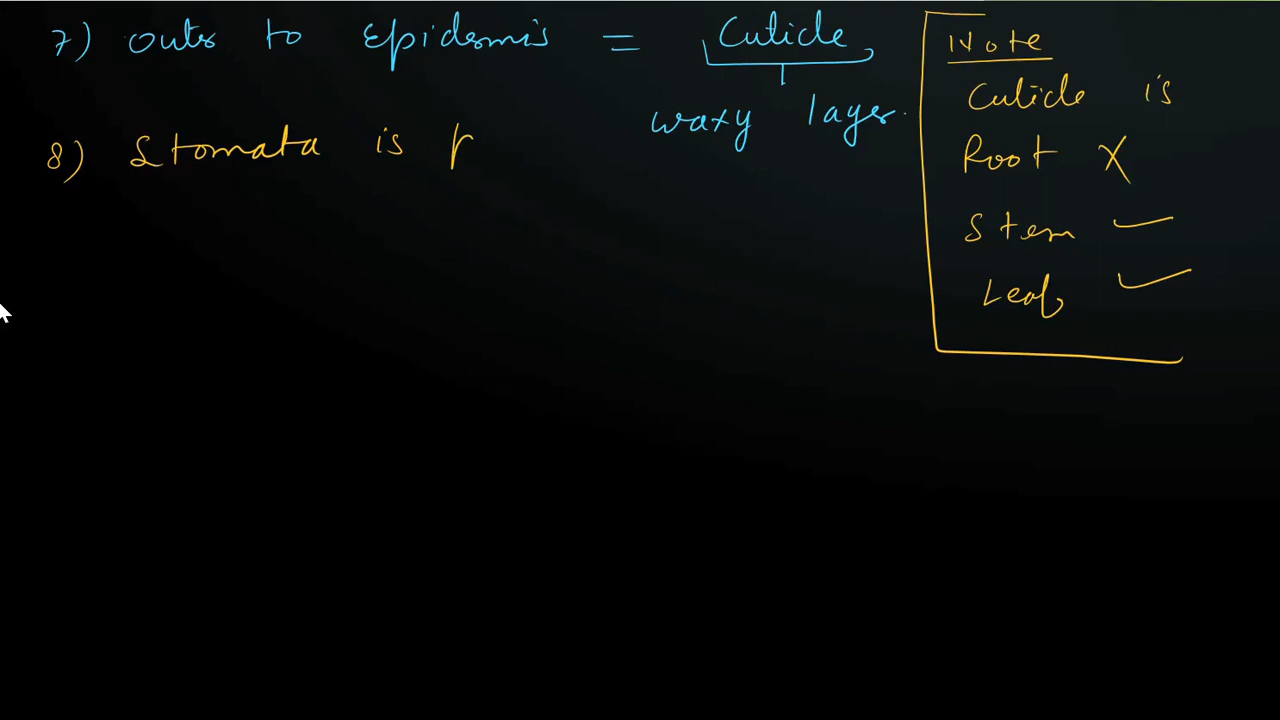 7) Outer to Epidermis = Cuticle
waxy layer.
8) Stomata is p
Note
Cuticle is
Root X
Stem ✓
Leaf ✓